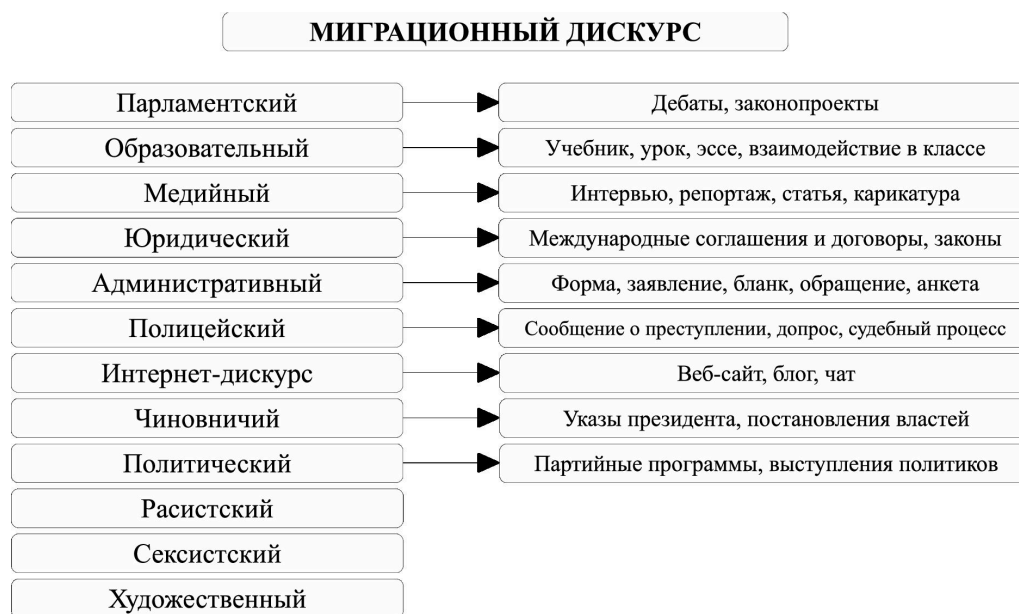 МИГРАЦИОННЫЙ ДИСКУРС
Парламентский
Дебаты, законопроекты
Образовательный
Учебник, урок, эссе, взаимодействие в классе
Медийный
Интервью, репортаж, статья, карикатура
Юридический
Международные соглашения и договоры, законы
Административный
Форма, заявление, бланк, обращение, анкета
Полицейский
Сообщение о преступлении, допрос, судебный процесс
Интернет-дискурс
Веб-сайт, блог, чат
Чиновничий
Указы президента, постановления властей
Политический
Партийные программы, выступления политиков
Расистский
Сексистский
Художественный